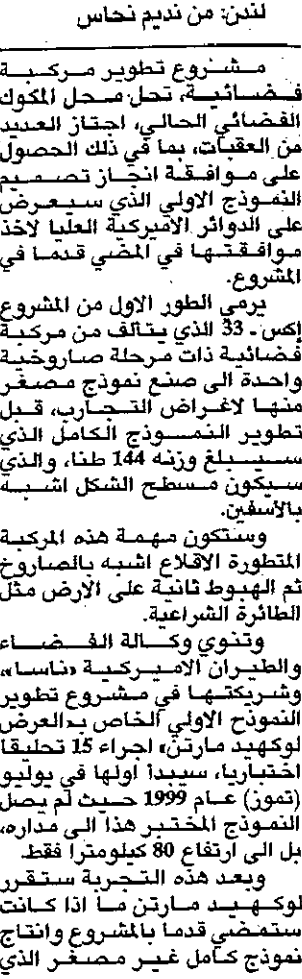 لندن: من نديم نحاس
مشروع تطوير مركبة
فضائية، تحل محل المكوك
الفضائي الحالي، اجتاز العديد
من العقبات، بما في ذلك الحصول
على موافقة انجاز تصميم
النموذج الاولي الذي سيعرض
على الدوائر الاميركية العليا لاخذ
موافقتها في المضي قدما في
المشروع.
يرمي الطور الاول من المشروع
إكس - 33 الذي يتألف من مركبة
فضائية ذات مرحلة صاروخية
واحدة الى صنع نموذج مصغر
منها لاغراض التجارب، قبل
تطوير النموذج الكامل الذي
سيبلغ وزنه 144 طنا، والذي
سيكون مسطح الشكل اشبه
بالاسفين.
وستكون مهمة هذه المركبة
المتطورة الاقلاع اشبه بالصاروخ
ثم الهبوط ثانية على الارض مثل
الطائرة الشراعية.
وتنوي وكالة الفضاء
والطيران الاميركية «ناسا»،
وشريكتها في مشروع تطوير
النموذج الاولي الخاص بـ«العرض
لوكهيد مارتن» اجراء 15 تحليقا
اختباريا، سيبدأ اولها في يوليو
(تموز) عام 1999 حيث لم يصل
النموذج المختبر هذا الى مداره،
بل الى ارتفاع 80 كيلومترا فقط.
وبعد هذه التجربة ستقرر
لوكهيد مارتن ما اذا كانت
ستمضي قدما بالمشروع وانتاج
نموذج كامل غير مصغر الذي